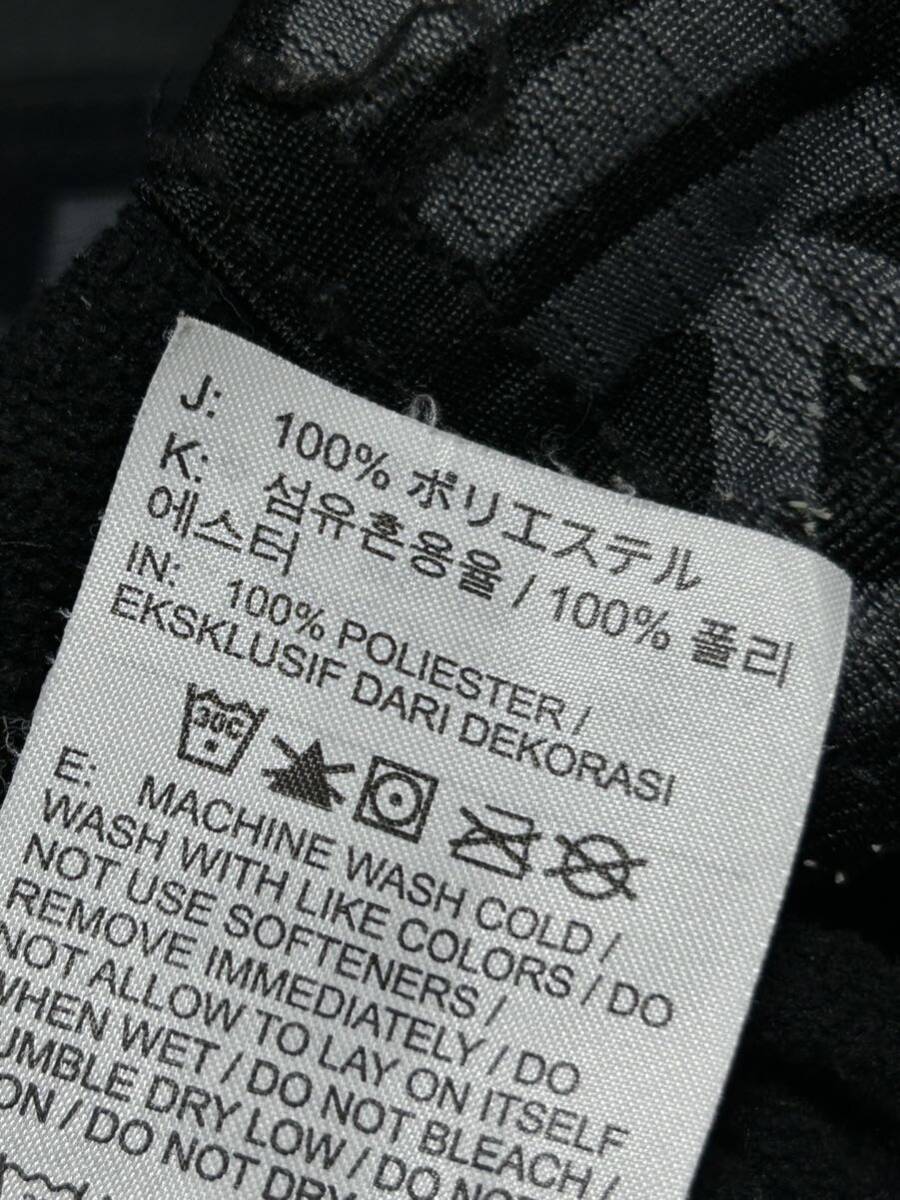 J: 100% ポリエステル
K: 섬유혼용율 / 100% 폴리
에스터
IN: 100% POLIESTER /
EKSKLUSIF DARI DEKORASI
30C
E: MACHINE WASH COLD /
WASH WITH LIKE COLORS / DO
NOT USE SOFTENERS /
REMOVE IMMEDIATELY / DO
NOT ALLOW TO LAY ON ITSELF
WHEN WET / DO NOT BLEACH /
UMBLE DRY LOW / DO NOT
ON / DO NOT DRY